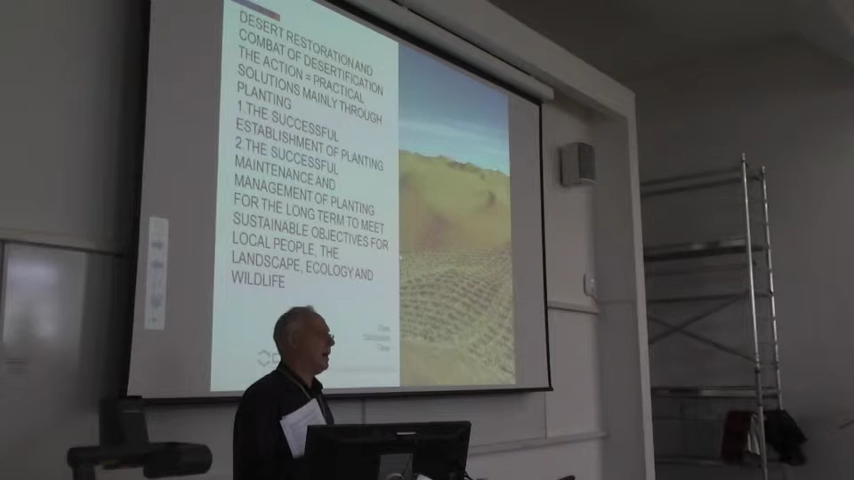 DESERT RESTORATION AND
COMBAT OF DESERTIFICATION
THE ACTION = PRACTICAL
SOLUTIONS MAINLY THROUGH
PLANTING
1.THE SUCCESSFUL
ESTABLISHMENT OF PLANTING
2.THE SUCCESSFUL
MAINTENANCE AND
MANAGEMENT OF PLANTING
FOR THE LONG TERM TO MEET
SUSTAINABLE OBJECTIVES FOR
LOCAL PEOPLE, THE
LANDSCAPE, ECOLOGY AND
WILDLIFE